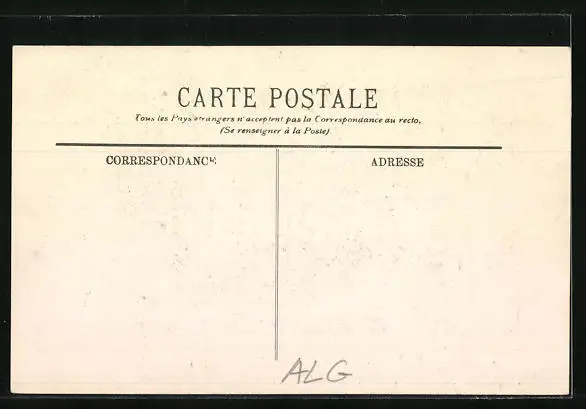 CARTE POSTALE
Tous les Pays étrangers n'acceptent pas la Correspondance au recto.
(Se renseigner à la Poste)
CORRESPONDANCE
ADRESSE
ALG